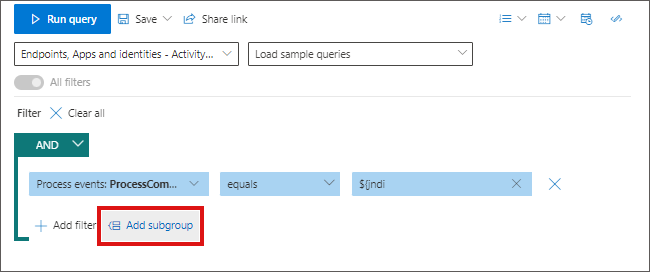 Run query Save Share link
Endpoints, Apps and identities - Activity... Load sample queries
All filters
Filter Clear all
AND
Process events: ProcessCom... equals ${jndi
Add filter Add subgroup